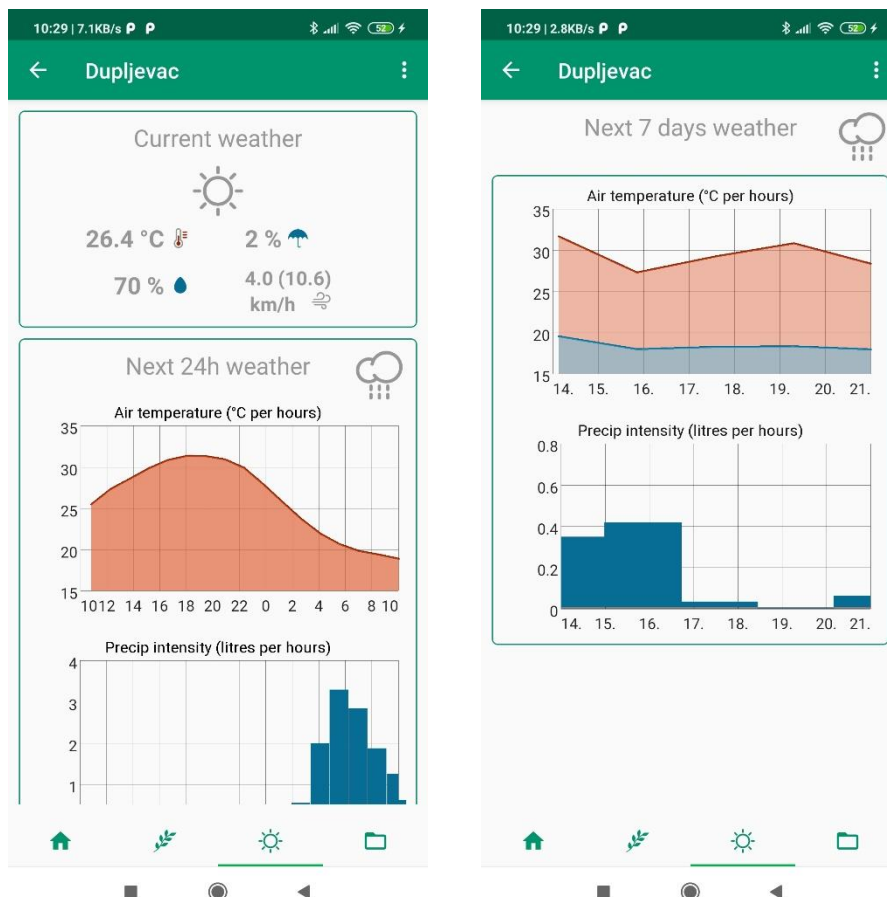 10:29 | 7.1KB/s P P 52
Dupljevac
Current weather
26.4 °C 2 %
70 % 4.0 (10.6)
km/h
Next 24h weather
Air temperature (°C per hours)
35
30
25
20
15
10 12 14 16 18 20 22 0 2 4 6 8 10
Precip intensity (litres per hours)
4
3
2
1
10:29 | 2.8KB/s P P 52
Dupljevac
Next 7 days weather
Air temperature (°C per hours)
35
30
25
20
15
14. 15. 16. 17. 18. 19. 20. 21.
Precip intensity (litres per hours)
0.8
0.6
0.4
0.2
0
14. 15. 16. 17. 18. 19. 20. 21.